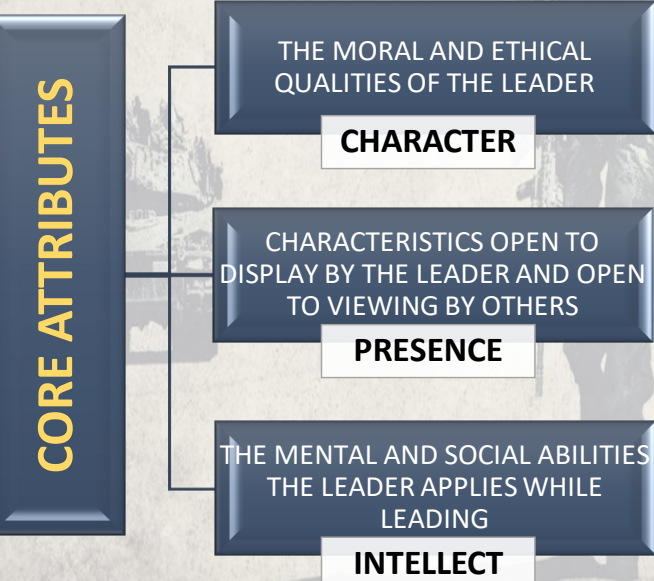 CORE ATTRIBUTES
THE MORAL AND ETHICAL
QUALITIES OF THE LEADER
CHARACTER
CHARACTERISTICS OPEN TO
DISPLAY BY THE LEADER AND OPEN
TO VIEWING BY OTHERS
PRESENCE
THE MENTAL AND SOCIAL ABILITIES
THE LEADER APPLIES WHILE
LEADING
INTELLECT